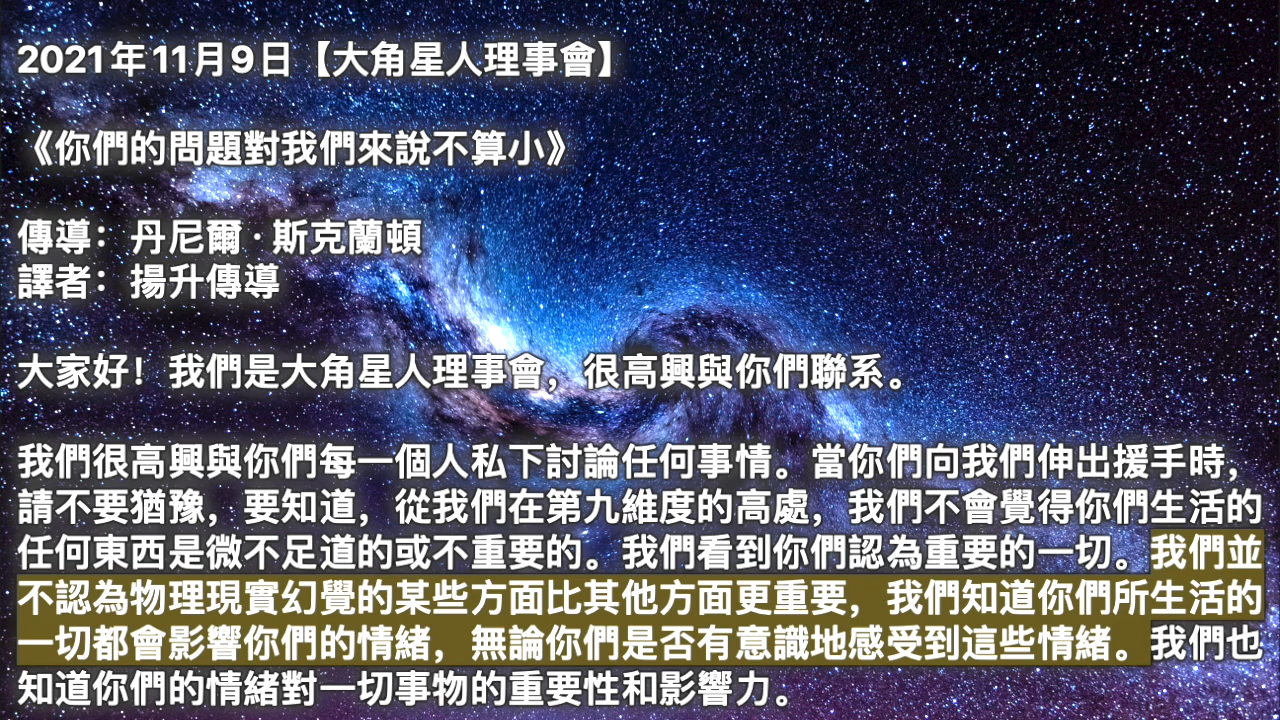 2021年11月9日【大角星人理事會】
《你們的問題對我們來說不算小》
傳導：丹尼爾·斯克蘭頓
譯者：揚升傳導
大家好！我們是大角星人理事會，很高興與你們聯系。
我們很高興與你們每一個人私下討論任何事情。當你們向我們伸出援手時，
請不要猶豫，要知道，從我們在第九維度的高處，我們不會覺得你們生活的
任何東西是微不足道的或不重要的。我們看到你們認為重要的一切。我們並
不認為物理現實幻覺的某些方面比其他方面更重要，我們知道你們所生活的
一切都會影響你們的情緒，無論你們是否有意識地感受到這些情緒。我們也
知道你們的情緒對一切事物的重要性和影響力。